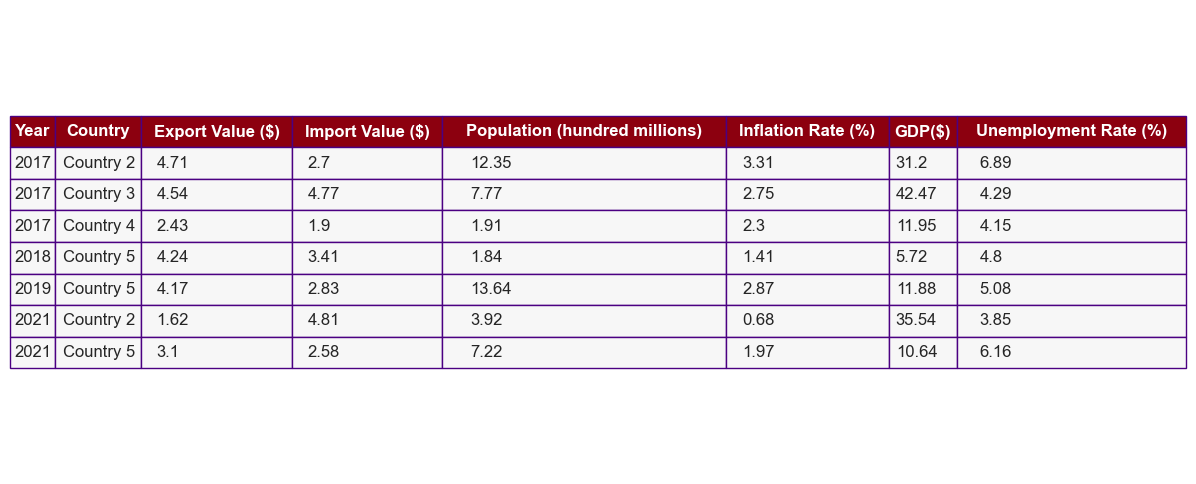 Year Country Export Value ($) Import Value ($) Population (hundred millions) Inflation Rate (%) GDP($) Unemployment Rate (%)
2017 Country 2 4.71 2.7 12.35 3.31 31.2 6.89
2017 Country 3 4.54 4.77 7.77 2.75 42.47 4.29
2017 Country 4 2.43 1.9 1.91 2.3 11.95 4.15
2018 Country 5 4.24 3.41 1.84 1.41 5.72 4.8
2019 Country 5 4.17 2.83 13.64 2.87 11.88 5.08
2021 Country 2 1.62 4.81 3.92 0.68 35.54 3.85
2021 Country 5 3.1 2.58 7.22 1.97 10.64 6.16